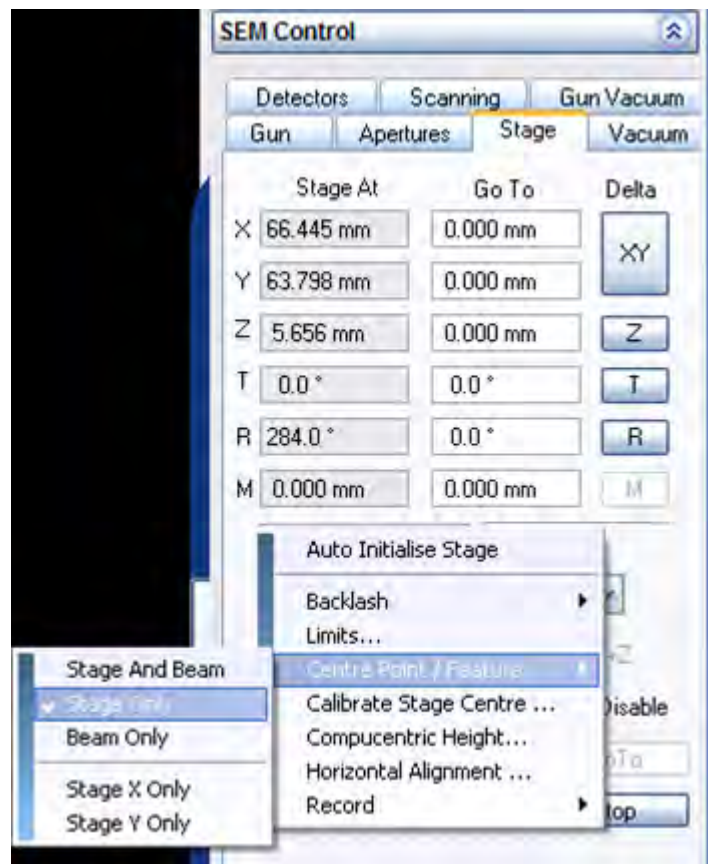 SEM Control
Detectors Scanning Gun Vacuum
Gun Apertures Stage Vacuum
Stage At Go To Delta
X 66.445 mm 0.000 mm XY
Y 63.798 mm 0.000 mm
Z 5.656 mm 0.000 mm Z
T 0.0 ° 0.0 ° T
R 284.0 ° 0.0 ° R
M 0.000 mm 0.000 mm M
Auto Initialise Stage
Backlash
Limits...
Centre Point / Feature
Calibrate Stage Centre ...
Compucentric Height...
Horizontal Alignment ...
Record
Stage And Beam
Stage Only
Beam Only
Stage X Only
Stage Y Only
Disable